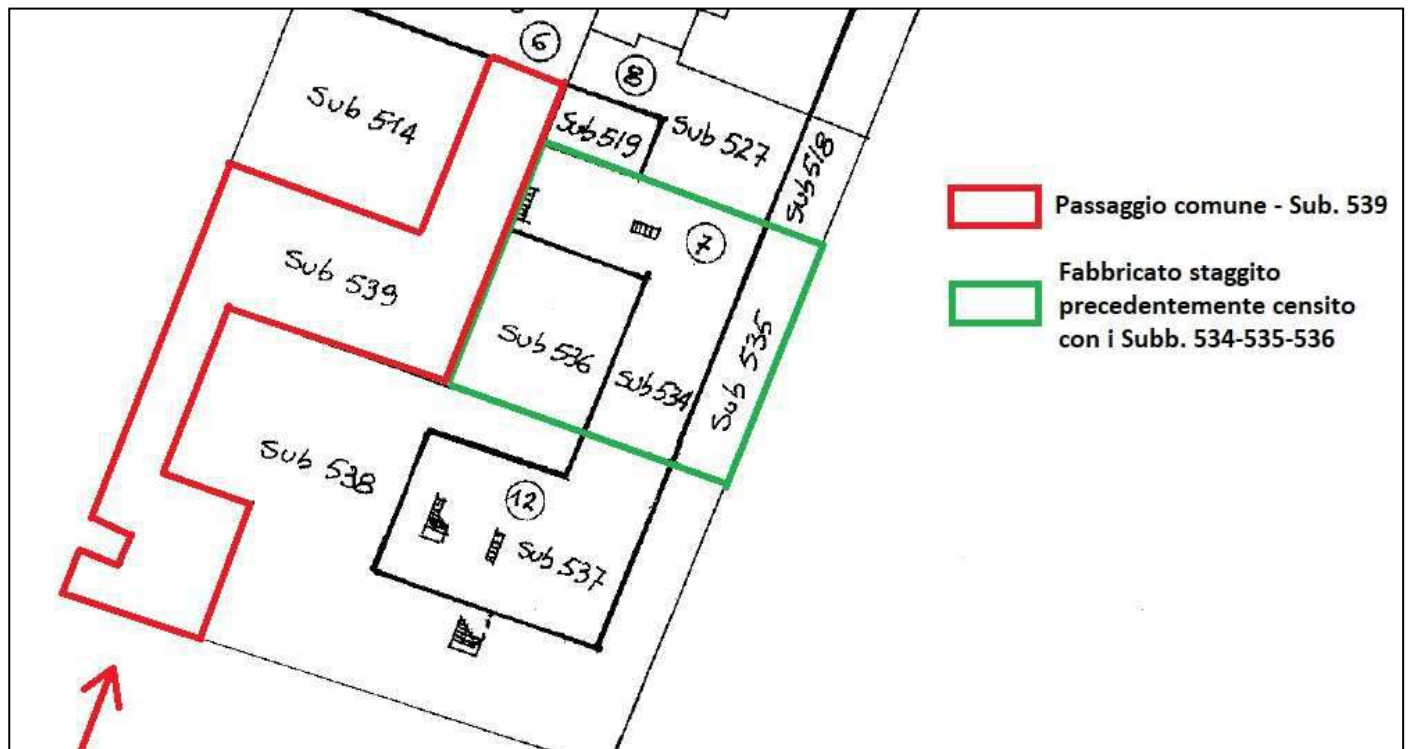 6
8
Sub 514
Sub 519
Sub 527
Sub 518
7
Sub 539
Sub 536
Sub 534
Sub 535
Sub 538
12
Sub 537
Passaggio comune - Sub. 539
Fabbricato staggito
precedentemente censito
con i Subb. 534-535-536